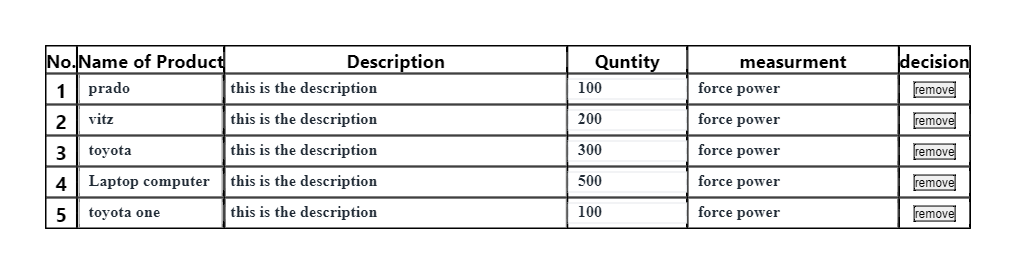 No. Name of Product Description Quntity measurment decision
1 prado this is the description 100 force power remove
2 vitz this is the description 200 force power remove
3 toyota this is the description 300 force power remove
4 Laptop computer this is the description 500 force power remove
5 toyota one this is the description 100 force power remove